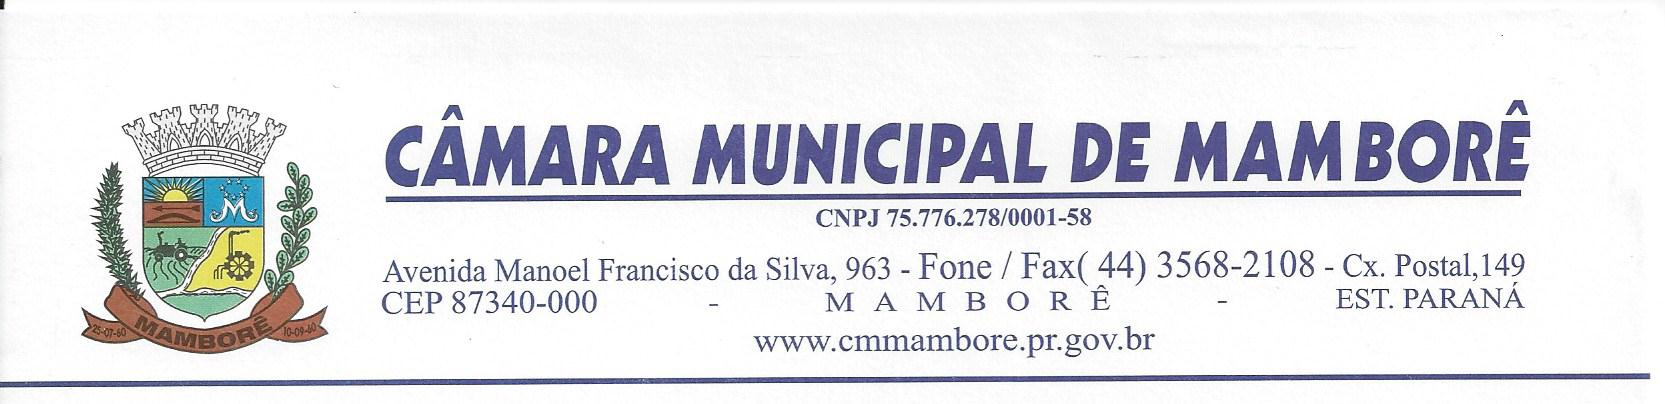 CÂMARA MUNICIPAL DE MAMBORÊ
CNPJ 75.776.278/0001-58
Avenida Manoel Francisco da Silva, 963 - Fone / Fax( 44) 3568-2108 - Cx. Postal,149
CEP 87340-000 - MAMBORÊ - EST. PARANÁ
www.cmmambore.pr.gov.br
M
25-07-60 MAMBORÊ 10-09-60